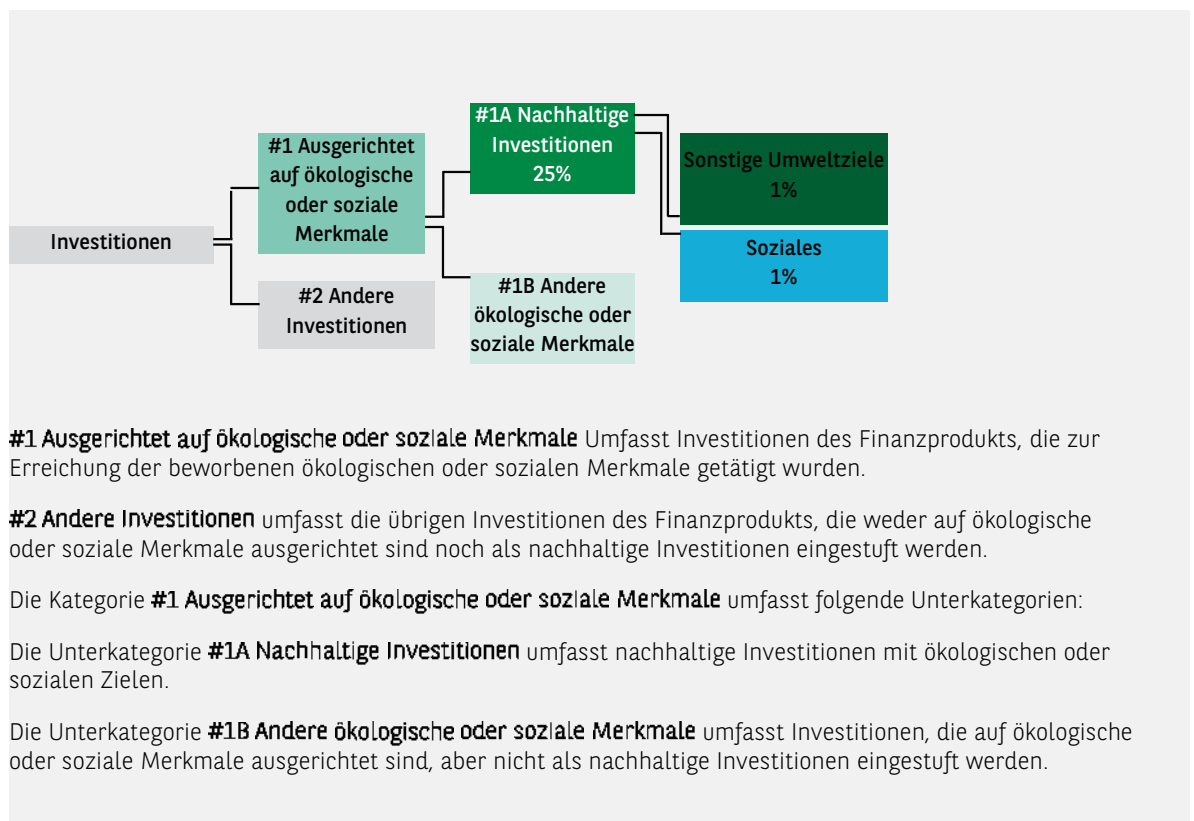 #1A Nachhaltige
Investitionen
25%
#1 Ausgerichtet
auf ökologische
oder soziale
Merkmale
Sonstige Umweltziele
1%
Investitionen
Soziales
1%
#2 Andere
Investitionen
#1B Andere
ökologische oder
soziale Merkmale
#1 Ausgerichtet auf ökologische oder soziale Merkmale Umfasst Investitionen des Finanzprodukts, die zur
Erreichung der beworbenen ökologischen oder sozialen Merkmale getätigt wurden.
#2 Andere Investitionen umfasst die übrigen Investitionen des Finanzprodukts, die weder auf ökologische
oder soziale Merkmale ausgerichtet sind noch als nachhaltige Investitionen eingestuft werden.
Die Kategorie #1 Ausgerichtet auf ökologische oder soziale Merkmale umfasst folgende Unterkategorien:
Die Unterkategorie #1A Nachhaltige Investitionen umfasst nachhaltige Investitionen mit ökologischen oder
sozialen Zielen.
Die Unterkategorie #1B Andere ökologische oder soziale Merkmale umfasst Investitionen, die auf ökologische
oder soziale Merkmale ausgerichtet sind, aber nicht als nachhaltige Investitionen eingestuft werden.